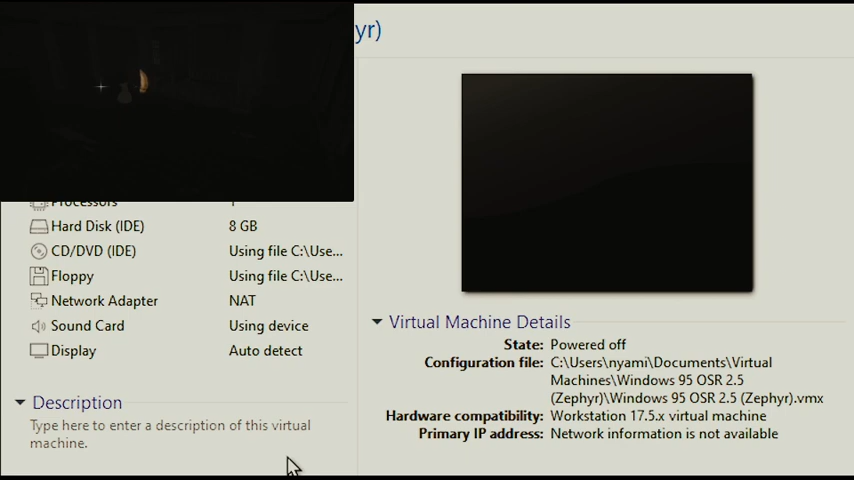 yr)
Processors 1
Hard Disk (IDE) 8 GB
CD/DVD (IDE) Using file C:\Use...
Floppy Using file C:\Use...
Network Adapter NAT
Sound Card Using device
Display Auto detect
Description
Type here to enter a description of this virtual
machine.
Virtual Machine Details
State: Powered off
Configuration file: C:\Users\nyami\Documents\Virtual
Machines\Windows 95 OSR 2.5
(Zephyr)\Windows 95 OSR 2.5 (Zephyr).vmx
Hardware compatibility: Workstation 17.5.x virtual machine
Primary IP address: Network information is not available